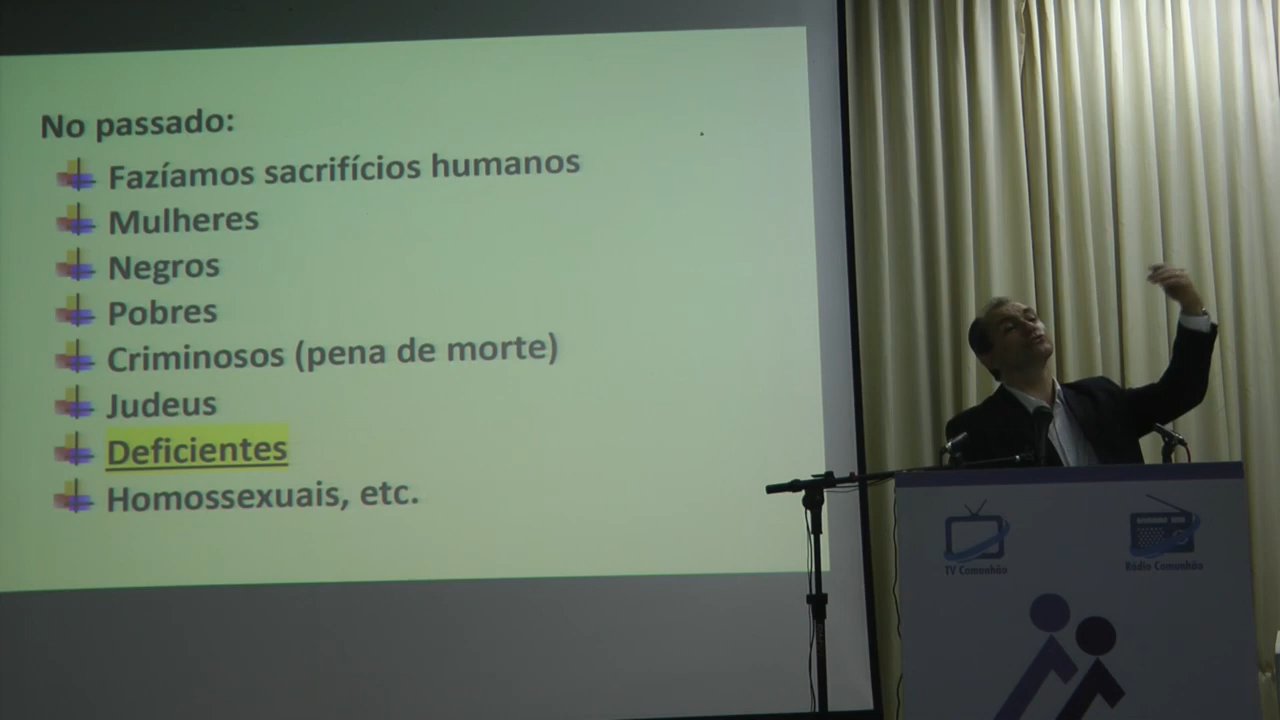 No passado:
Fazíamos sacrifícios humanos
Mulheres
Negros
Pobres
Criminosos (pena de morte)
Judeus
Deficientes
Homossexuais, etc.
TV Comunhão
Rádio Comunhão